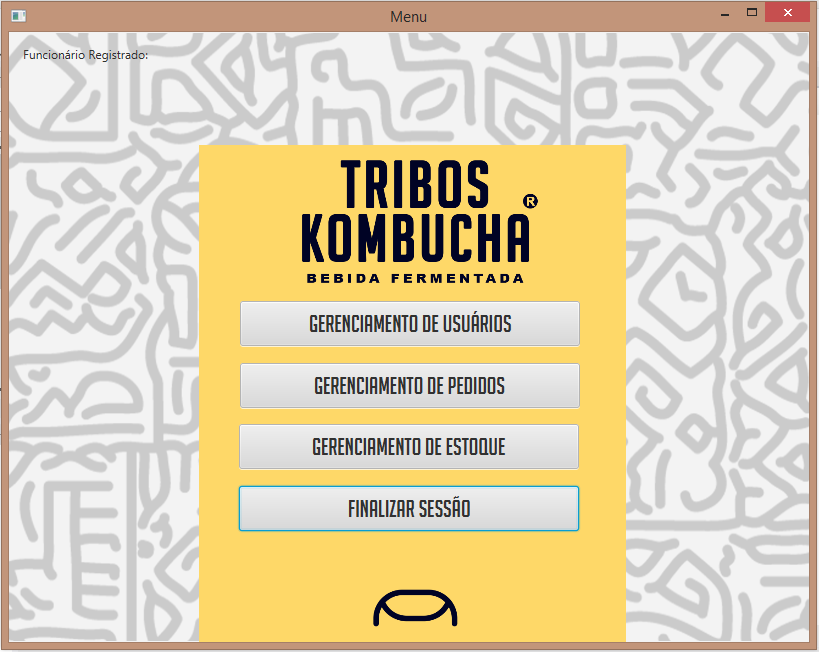 Menu
Funcionário Registrado:
TRIBOS
KOMBUCHA ®
BEBIDA FERMENTADA
GERENCIAMENTO DE USUÁRIOS
GERENCIAMENTO DE PEDIDOS
GERENCIAMENTO DE ESTOQUE
FINALIZAR SESSÃO